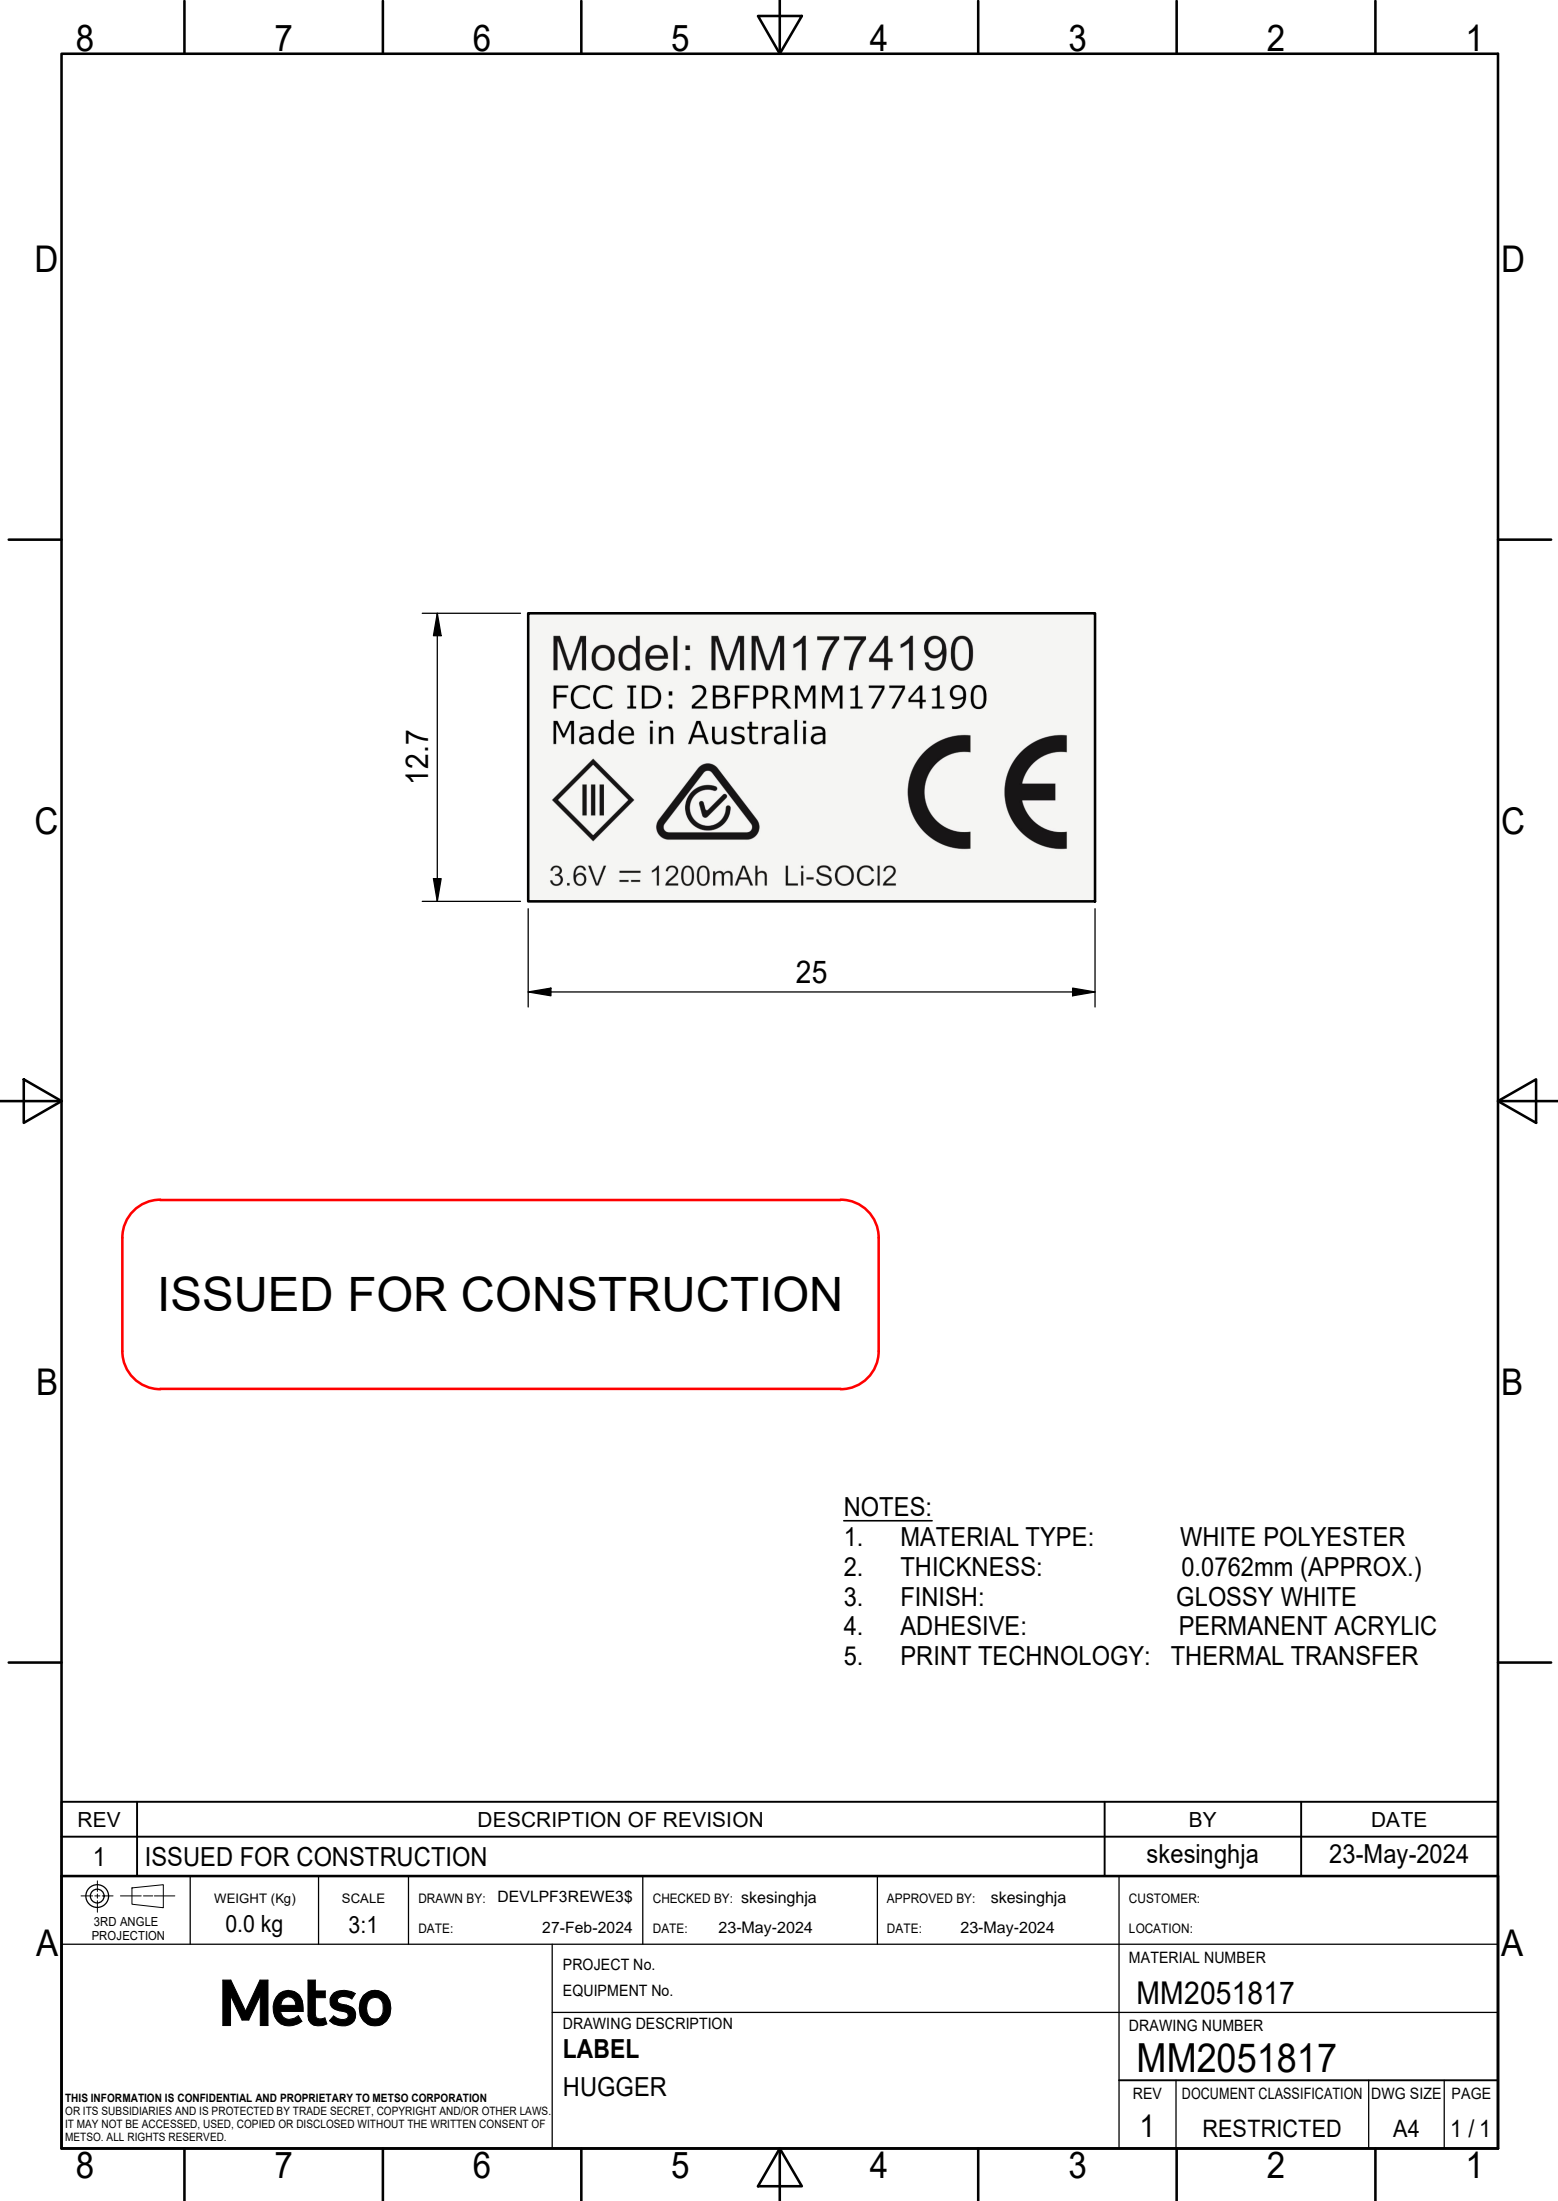 8 7 6 5 4 3 2 1
D D
Model: MM1774190
FCC ID: 2BFPRMM1774190
Made in Australia
III
CE
3.6V ⎓ 1200mAh Li-SOCl2
12.7
25
C C
ISSUED FOR CONSTRUCTION
B B
NOTES:
1. MATERIAL TYPE: WHITE POLYESTER
2. THICKNESS: 0.0762mm (APPROX.)
3. FINISH: GLOSSY WHITE
4. ADHESIVE: PERMANENT ACRYLIC
5. PRINT TECHNOLOGY: THERMAL TRANSFER
REV DESCRIPTION OF REVISION BY DATE
1 ISSUED FOR CONSTRUCTION skesinghja 23-May-2024
3RD ANGLE
PROJECTION
WEIGHT (Kg)
0.0 kg
SCALE
3:1
DRAWN BY: DEVLPF3REWE3$
DATE: 27-Feb-2024
CHECKED BY: skesinghja
DATE: 23-May-2024
APPROVED BY: skesinghja
DATE: 23-May-2024
CUSTOMER:
LOCATION:
A A
Metso
THIS INFORMATION IS CONFIDENTIAL AND PROPRIETARY TO METSO CORPORATION
OR ITS SUBSIDIARIES AND IS PROTECTED BY TRADE SECRET, COPYRIGHT AND/OR OTHER LAWS.
IT MAY NOT BE ACCESSED, USED, COPIED OR DISCLOSED WITHOUT THE WRITTEN CONSENT OF
METSO. ALL RIGHTS RESERVED.
PROJECT No.
EQUIPMENT No.
DRAWING DESCRIPTION
LABEL
HUGGER
MATERIAL NUMBER
MM2051817
DRAWING NUMBER
MM2051817
REV DOCUMENT CLASSIFICATION DWG SIZE PAGE
1 RESTRICTED A4 1 / 1
8 7 6 5 4 3 2 1